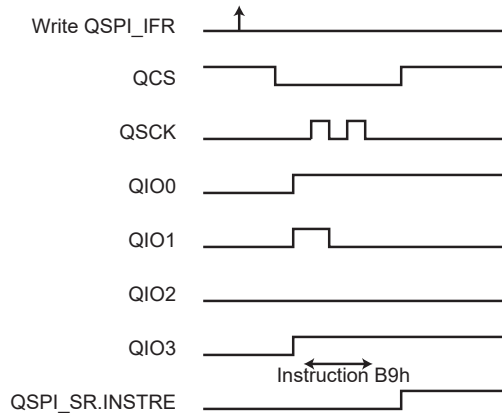 Write QSPI_IFR
QCS
QSCK
QIO0
QIO1
QIO2
QIO3
Instruction B9h
QSPI_SR.INSTRE